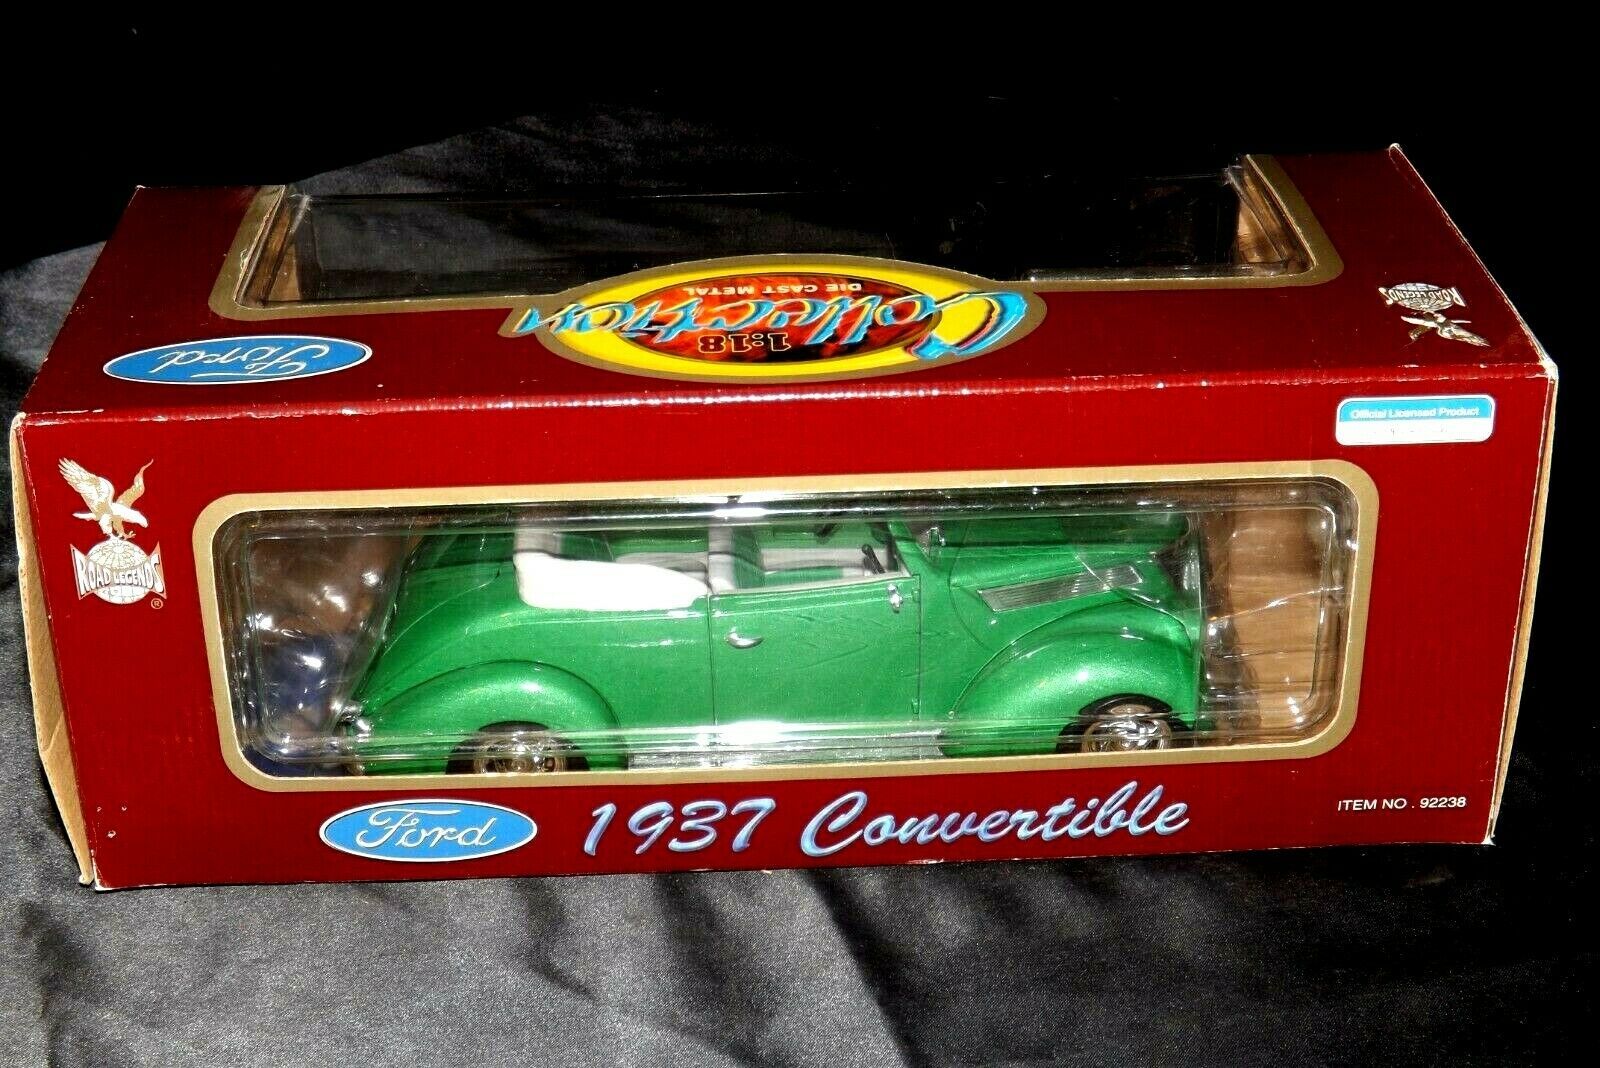 1:18
Collection
DIE CAST METAL
Ford
ROAD LEGENDS
Official Licensed Product
ROAD LEGENDS
®
Ford
1937 Convertible
ITEM NO . 92238